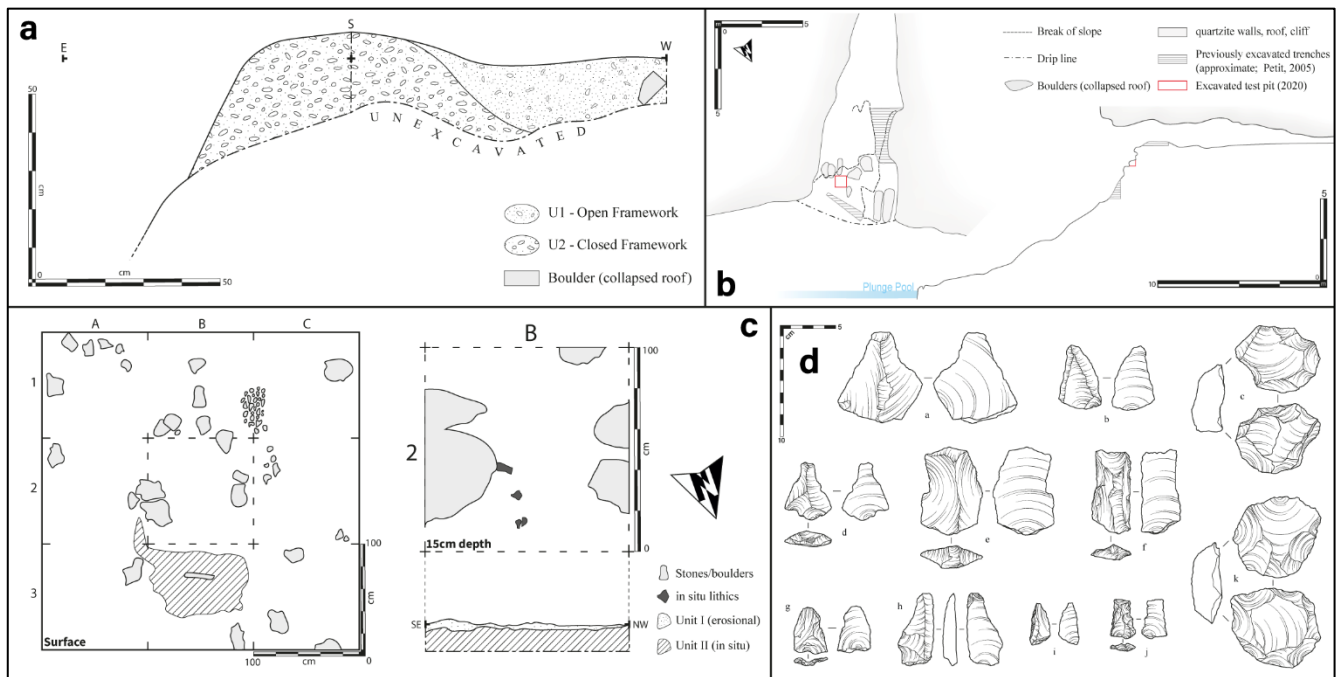 a
E
S
W
UNEXCAVATED
50
0
cm
50
U1 - Open Framework
U2 - Closed Framework
Boulder (collapsed roof)
b
5
0
5
Break of slope
Drip line
Boulders (collapsed roof)
quartzite walls, roof, cliff
Previously excavated trenches
(approximate; Petit, 2005)
Excavated test pit (2020)
Plunge Pool
5
10
c
A
B
C
1
2
3
Surface
100
cm
100
cm
0
B
2
100
cm
0
15cm depth
N
SE
NW
Stones/boulders
in situ lithics
Unit I (erosional)
Unit II (in situ)
d
5
cm
10
a
b
c
d
e
f
g
h
i
j
k